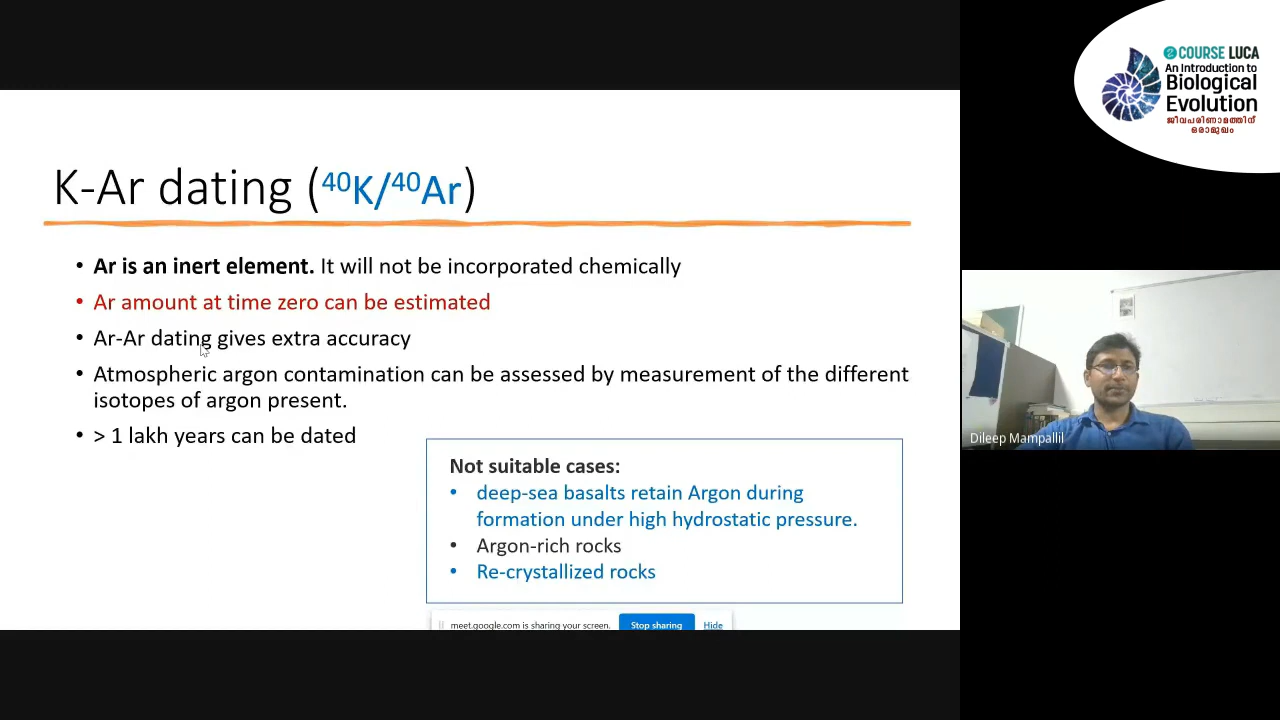 K-Ar dating (⁴⁰K/⁴⁰Ar)
• Ar is an inert element. It will not be incorporated chemically
• Ar amount at time zero can be estimated
• Ar-Ar dating gives extra accuracy
• Atmospheric argon contamination can be assessed by measurement of the different
isotopes of argon present.
• > 1 lakh years can be dated
Not suitable cases:
• deep-sea basalts retain Argon during
formation under high hydrostatic pressure.
• Argon-rich rocks
• Re-crystallized rocks
meet.google.com is sharing your screen. Stop sharing Hide
COURSE LUCA
An Introduction to
Biological
Evolution
ജീവപരിണാമത്തിന്
ഒരാമുഖം
Dileep Mampallil